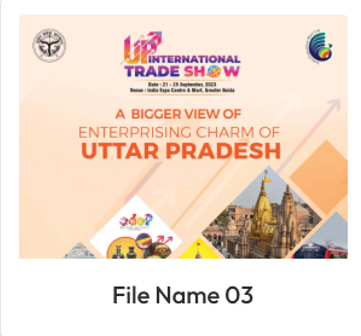 UP INTERNATIONAL
TRADE SHOW
Date : 21 - 25 September, 2023
Venue : India Expo Centre & Mart, Greater Noida
A BIGGER VIEW OF
ENTERPRISING CHARM OF
UTTAR PRADESH
File Name 03